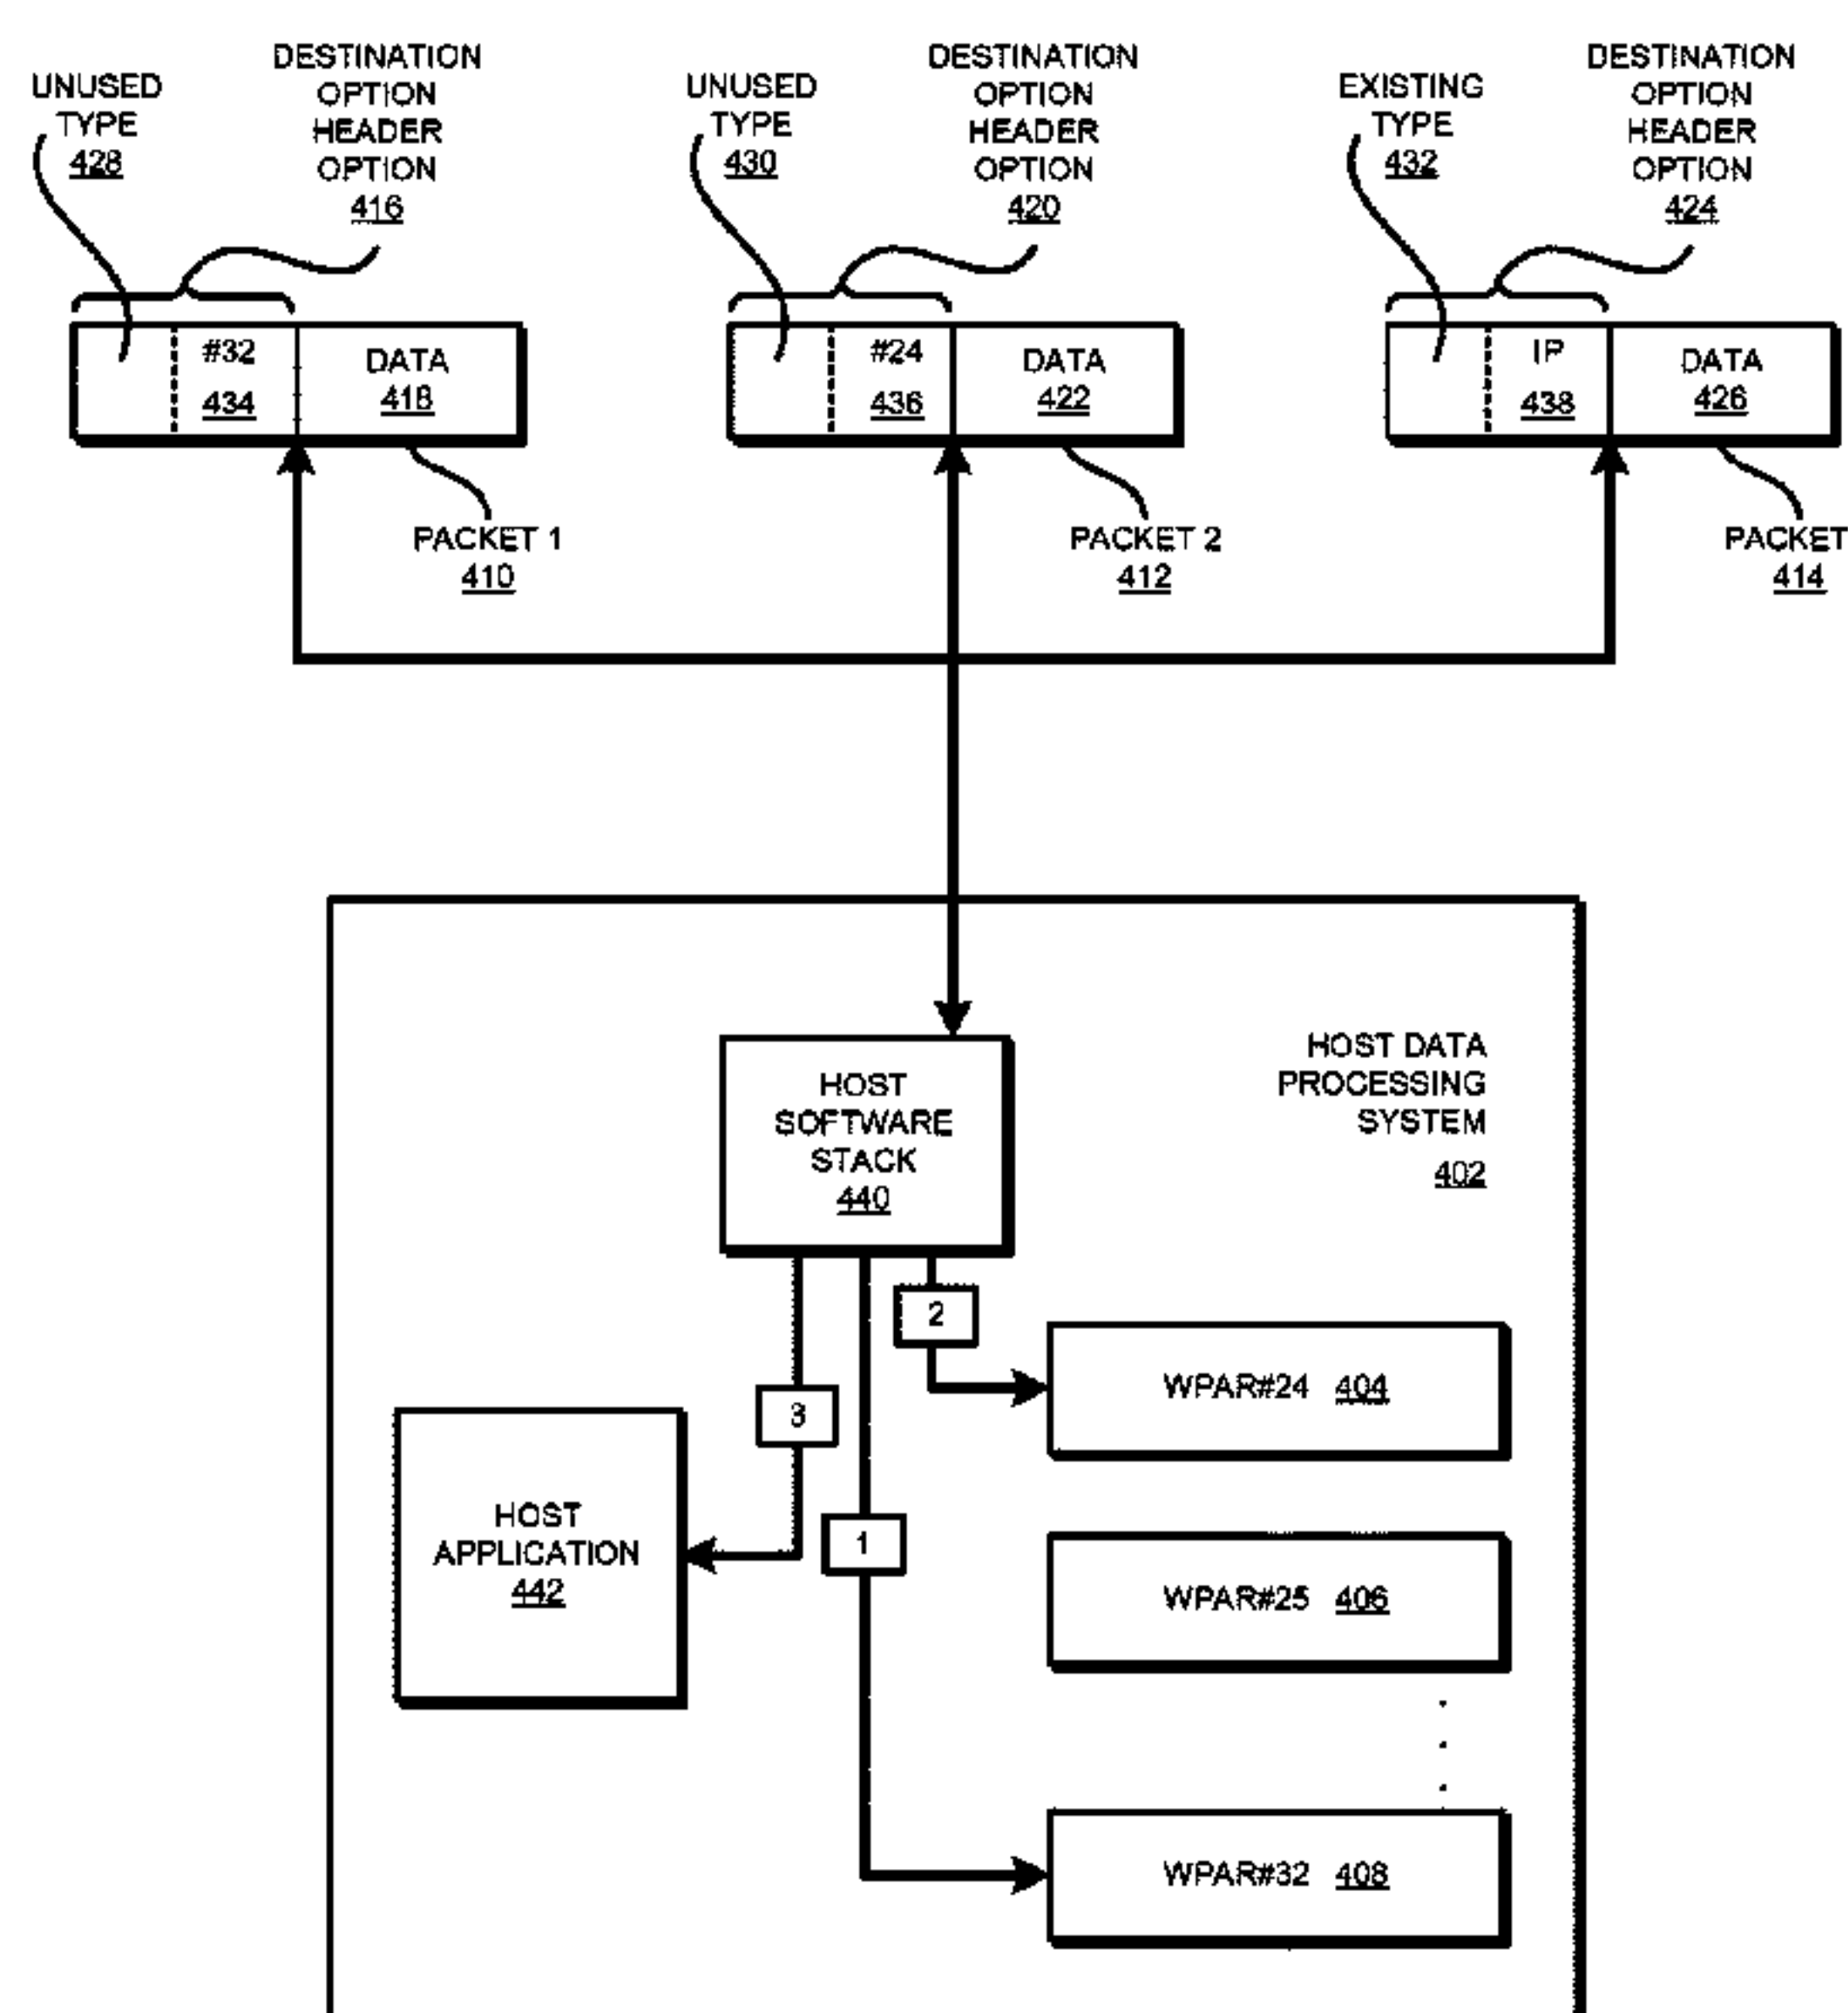 UNUSED
TYPE
428
DESTINATION
OPTION
HEADER
OPTION
416
UNUSED
TYPE
430
DESTINATION
OPTION
HEADER
OPTION
420
EXISTING
TYPE
432
DESTINATION
OPTION
HEADER
OPTION
424
#32
434
DATA
418
#24
436
DATA
422
IP
438
DATA
426
PACKET 1
410
PACKET 2
412
PACKET
414
HOST DATA
PROCESSING
SYSTEM
402
HOST
SOFTWARE
STACK
440
2
3
1
WPAR#24 404
HOST
APPLICATION
442
WPAR#25 406
WPAR#32 408